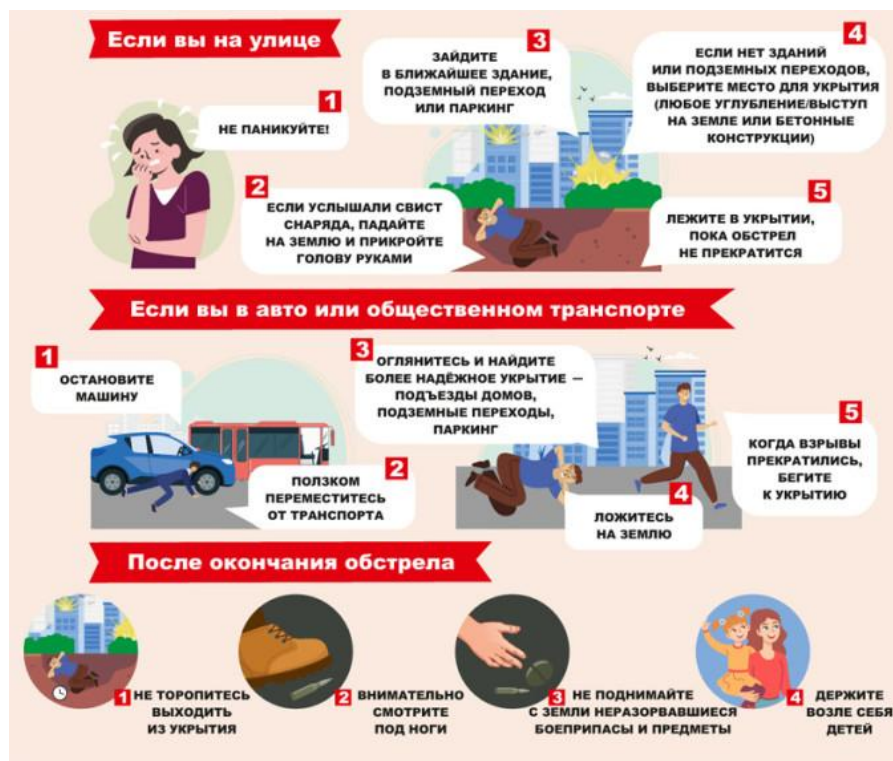 Если вы на улице
1
НЕ ПАНИКУЙТЕ!
2
ЕСЛИ УСЛЫШАЛИ СВИСТ
СНАРЯДА, ПАДАЙТЕ
НА ЗЕМЛЮ И ПРИКРОЙТЕ
ГОЛОВУ РУКАМИ
3
ЗАЙДИТЕ
В БЛИЖАЙШЕЕ ЗДАНИЕ,
ПОДЗЕМНЫЙ ПЕРЕХОД
ИЛИ ПАРКИНГ
4
ЕСЛИ НЕТ ЗДАНИЙ
ИЛИ ПОДЗЕМНЫХ ПЕРЕХОДОВ,
ВЫБЕРИТЕ МЕСТО ДЛЯ УКРЫТИЯ
(ЛЮБОЕ УГЛУБЛЕНИЕ/ВЫСТУП
НА ЗЕМЛЕ ИЛИ БЕТОННЫЕ
КОНСТРУКЦИИ)
5
ЛЕЖИТЕ В УКРЫТИИ,
ПОКА ОБСТРЕЛ
НЕ ПРЕКРАТИТСЯ
Если вы в авто или общественном транспорте
1
ОСТАНОВИТЕ
МАШИНУ
2
ПОЛЗКОМ
ПЕРЕМЕСТИТЕСЬ
ОТ ТРАНСПОРТА
3
ОГЛЯНИТЕСЬ И НАЙДИТЕ
БОЛЕЕ НАДЁЖНОЕ УКРЫТИЕ —
ПОДЪЕЗДЫ ДОМОВ,
ПОДЗЕМНЫЕ ПЕРЕХОДЫ,
ПАРКИНГ
4
ЛОЖИТЕСЬ
НА ЗЕМЛЮ
5
КОГДА ВЗРЫВЫ
ПРЕКРАТИЛИСЬ,
БЕГИТЕ
К УКРЫТИЮ
После окончания обстрела
1 НЕ ТОРОПИТЕСЬ
ВЫХОДИТЬ
ИЗ УКРЫТИЯ
2 ВНИМАТЕЛЬНО
СМОТРИТЕ
ПОД НОГИ
3 НЕ ПОДНИМАЙТЕ
С ЗЕМЛИ НЕРАЗОРВАВШИЕСЯ
БОЕПРИПАСЫ И ПРЕДМЕТЫ
4 ДЕРЖИТЕ
ВОЗЛЕ СЕБЯ
ДЕТЕЙ